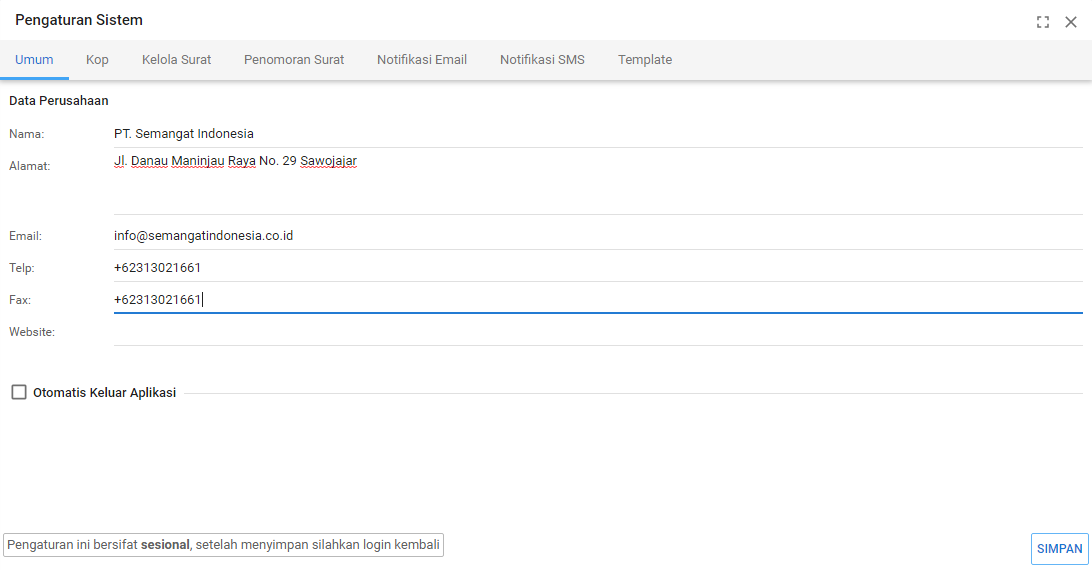 Pengaturan Sistem
Umum Kop Kelola Surat Penomoran Surat Notifikasi Email Notifikasi SMS Template
Data Perusahaan
Nama: PT. Semangat Indonesia
Alamat: Jl. Danau Maninjau Raya No. 29 Sawojajar
Email: info@semangatindonesia.co.id
Telp: +62313021661
Fax: +62313021661
Website:
Otomatis Keluar Aplikasi
Pengaturan ini bersifat sesional, setelah menyimpan silahkan login kembali
SIMPAN